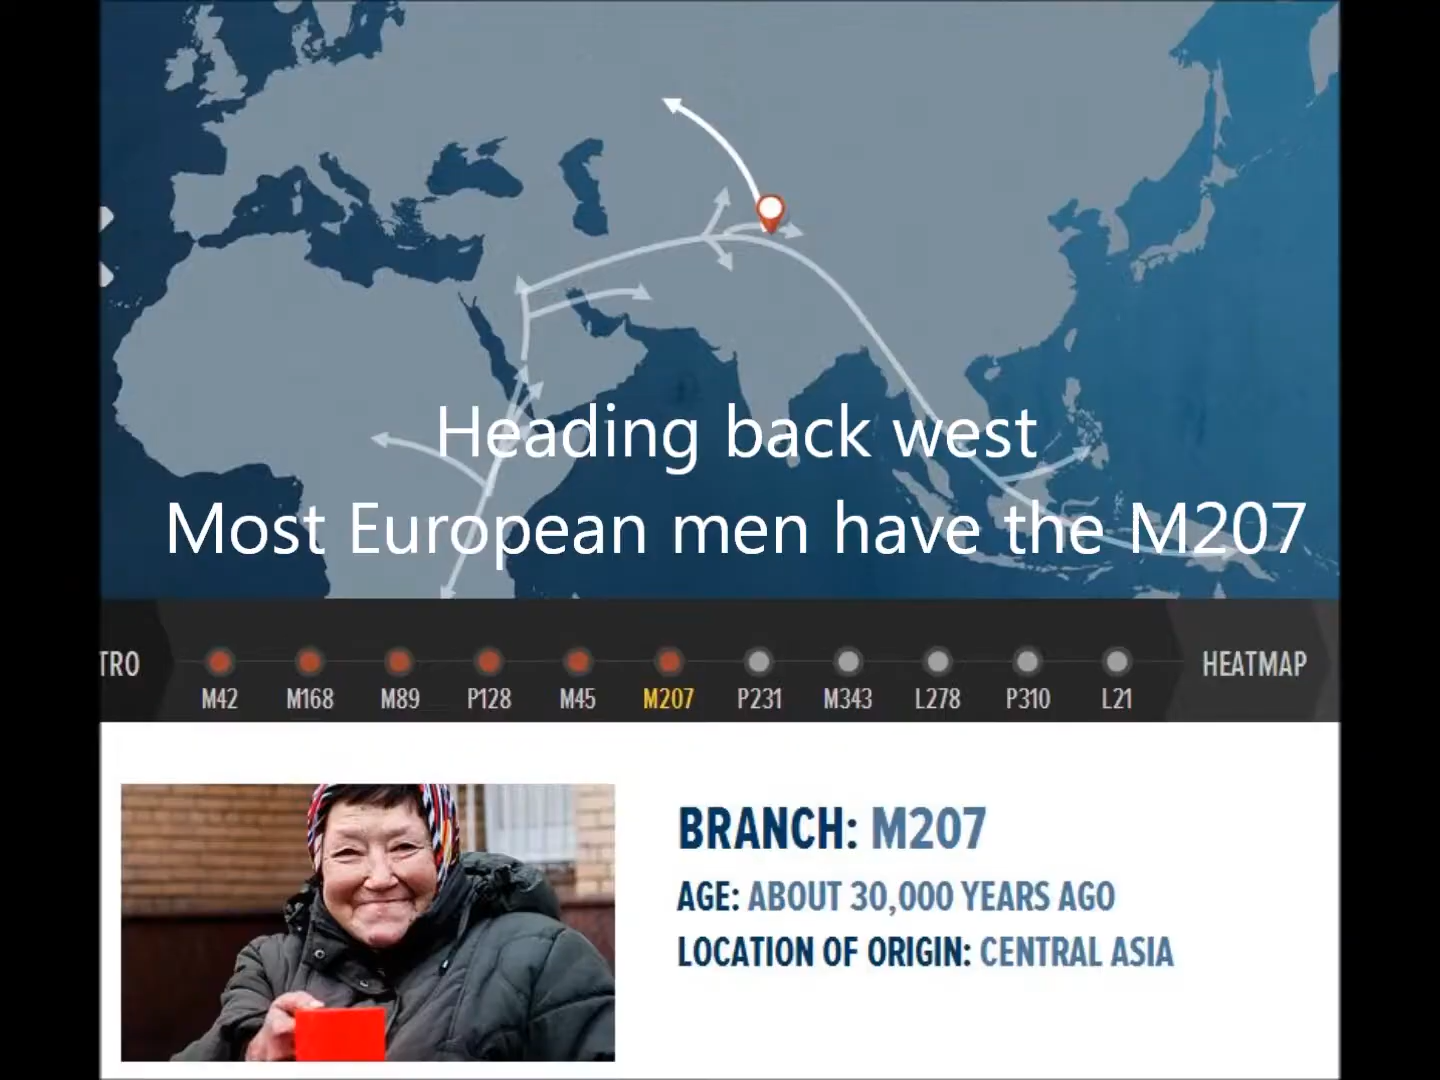 Heading back west
Most European men have the M207
TRO
M42 M168 M89 P128 M45 M207 P231 M343 L278 P310 L21
HEATMAP
BRANCH: M207
AGE: ABOUT 30,000 YEARS AGO
LOCATION OF ORIGIN: CENTRAL ASIA